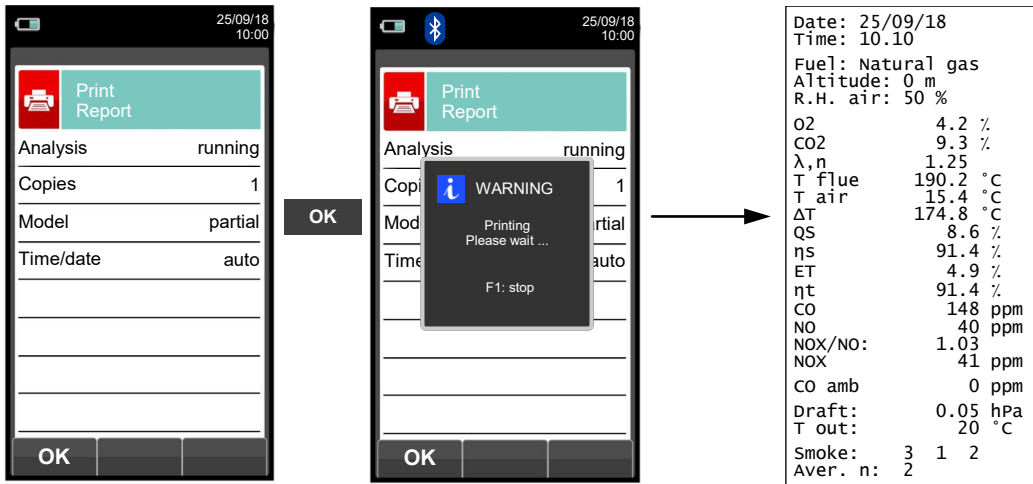 25/09/18
10:00
Print
Report
Analysis running
Copies 1
Model partial
Time/date auto
OK
OK
25/09/18
10:00
Print
Report
Analysis running
Copi 1
Mod rtial
Time auto
i WARNING
Printing
Please wait ...
F1: stop
OK
Date: 25/09/18
Time: 10.10
Fuel: Natural gas
Altitude: 0 m
R.H. air: 50 %
O2 4.2 %
CO2 9.3 %
λ,n 1.25
T flue 190.2 °C
T air 15.4 °C
ΔT 174.8 °C
QS 8.6 %
ηs 91.4 %
ET 4.9 %
ηt 91.4 %
CO 148 ppm
NO 40 ppm
NOX/NO: 1.03
NOX 41 ppm
CO amb 0 ppm
Draft: 0.05 hPa
T out: 20 °C
Smoke: 3 1 2
Aver. n: 2